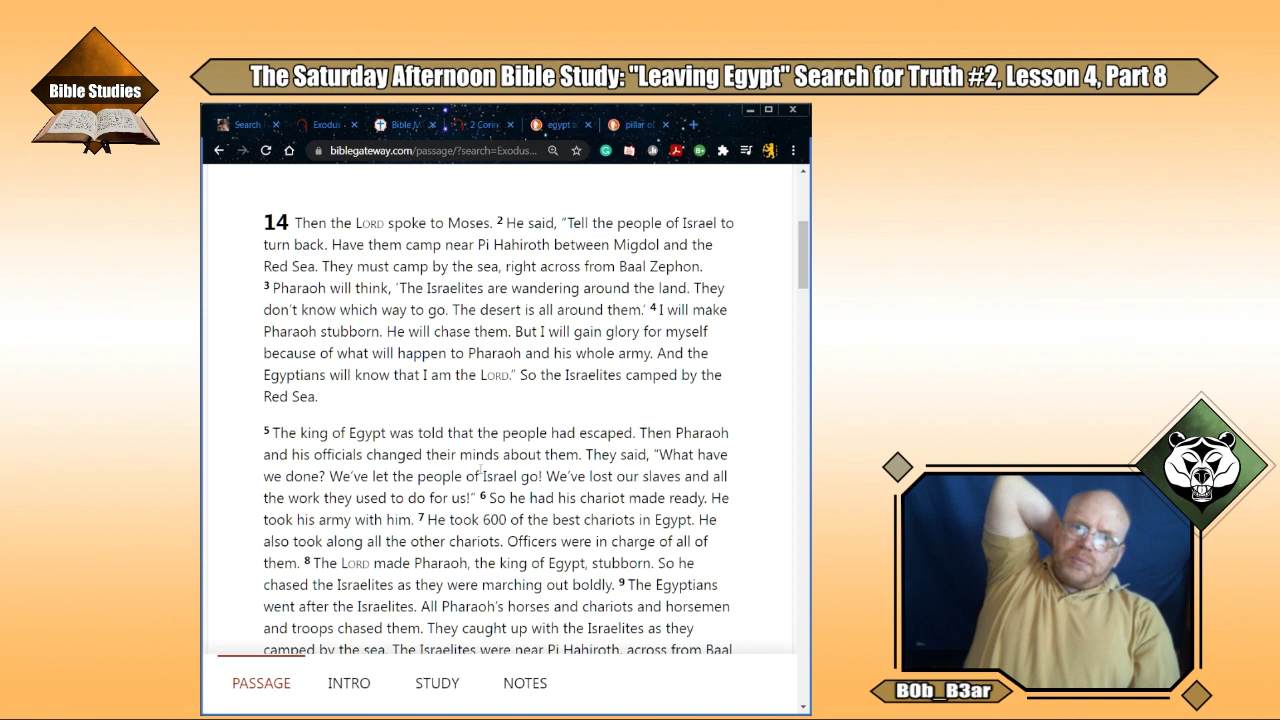 The Saturday Afternoon Bible Study: "Leaving Egypt" Search for Truth #2, Lesson 4, Part 8
Bible Studies
Search
Exodus -
Bible
2 Corin
egypt
pillar of
biblegateway.com/passage/?search=Exodus...
14 Then the LORD spoke to Moses. 2 He said, “Tell the people of Israel to
turn back. Have them camp near Pi Hahiroth between Migdol and the
Red Sea. They must camp by the sea, right across from Baal Zephon.
3 Pharaoh will think, ‘The Israelites are wandering around the land. They
don’t know which way to go. The desert is all around them.’ 4 I will make
Pharaoh stubborn. He will chase them. But I will gain glory for myself
because of what will happen to Pharaoh and his whole army. And the
Egyptians will know that I am the LORD.” So the Israelites camped by the
Red Sea.
5 The king of Egypt was told that the people had escaped. Then Pharaoh
and his officials changed their minds about them. They said, “What have
we done? We’ve let the people of Israel go! We’ve lost our slaves and all
the work they used to do for us!” 6 So he had his chariot made ready. He
took his army with him. 7 He took 600 of the best chariots in Egypt. He
also took along all the other chariots. Officers were in charge of all of
them. 8 The LORD made Pharaoh, the king of Egypt, stubborn. So he
chased the Israelites as they were marching out boldly. 9 The Egyptians
went after the Israelites. All Pharaoh’s horses and chariots and horsemen
and troops chased them. They caught up with the Israelites as they
camped by the sea. The Israelites were near Pi Hahiroth, across from Baal
PASSAGE INTRO STUDY NOTES
B0b_B3ar